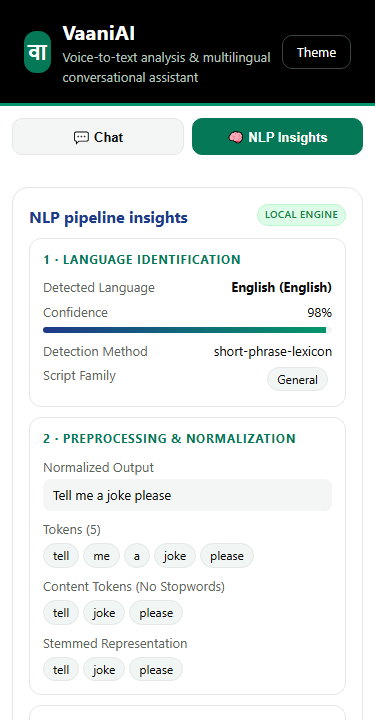 वा
VaaniAI
Voice-to-text analysis & multilingual
conversational assistant
Theme
💬 Chat
🧠 NLP Insights
NLP pipeline insights
LOCAL ENGINE
1 · LANGUAGE IDENTIFICATION
Detected Language English (English)
Confidence 98%
Detection Method short-phrase-lexicon
Script Family General
2 · PREPROCESSING & NORMALIZATION
Normalized Output
Tell me a joke please
Tokens (5)
tell me a joke please
Content Tokens (No Stopwords)
tell joke please
Stemmed Representation
tell joke please